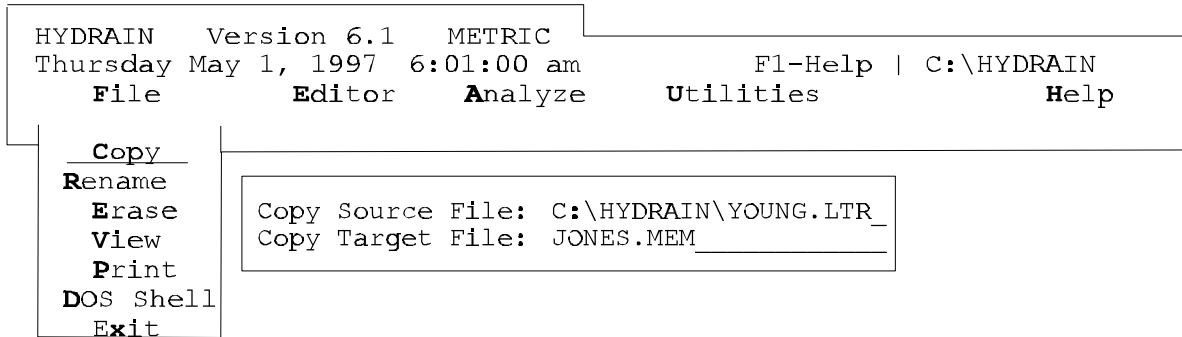 HYDRAIN Version 6.1 METRIC
Thursday May 1, 1997 6:01:00 am F1-Help | C:\HYDRAIN
File Editor Analyze Utilities Help
Copy
Rename
Erase
View
Print
DOS Shell
Exit
Copy Source File: C:\HYDRAIN\YOUNG.LTR_
Copy Target File: JONES.MEM_____________